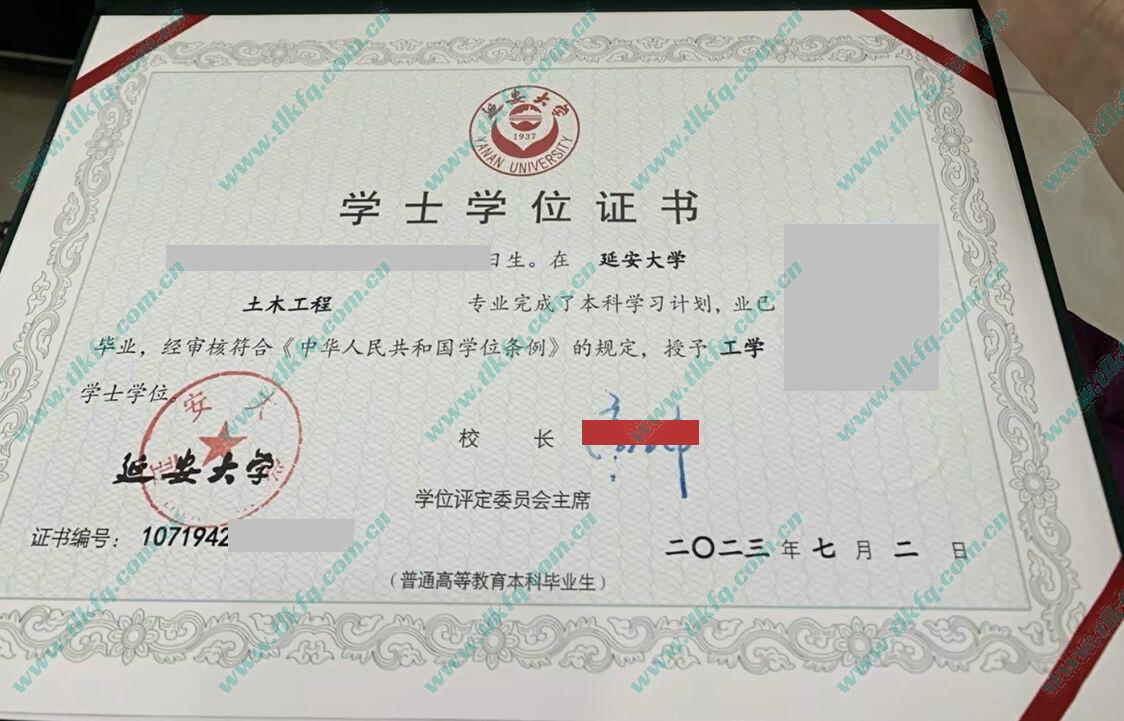 延安大学
1937
YANAN UNIVERSITY
学士学位证书
日生。在 延安大学
土木工程 专业完成了本科学习计划，业已
毕业，经审核符合《中华人民共和国学位条例》的规定，授予 工学
学士学位。
延安大学
校 长
延安大学
学位评定委员会主席
证书编号： 1071942
二〇二三 年 七 月 二 日
（普通高等教育本科毕业生）
www.tlkfq.com.cn